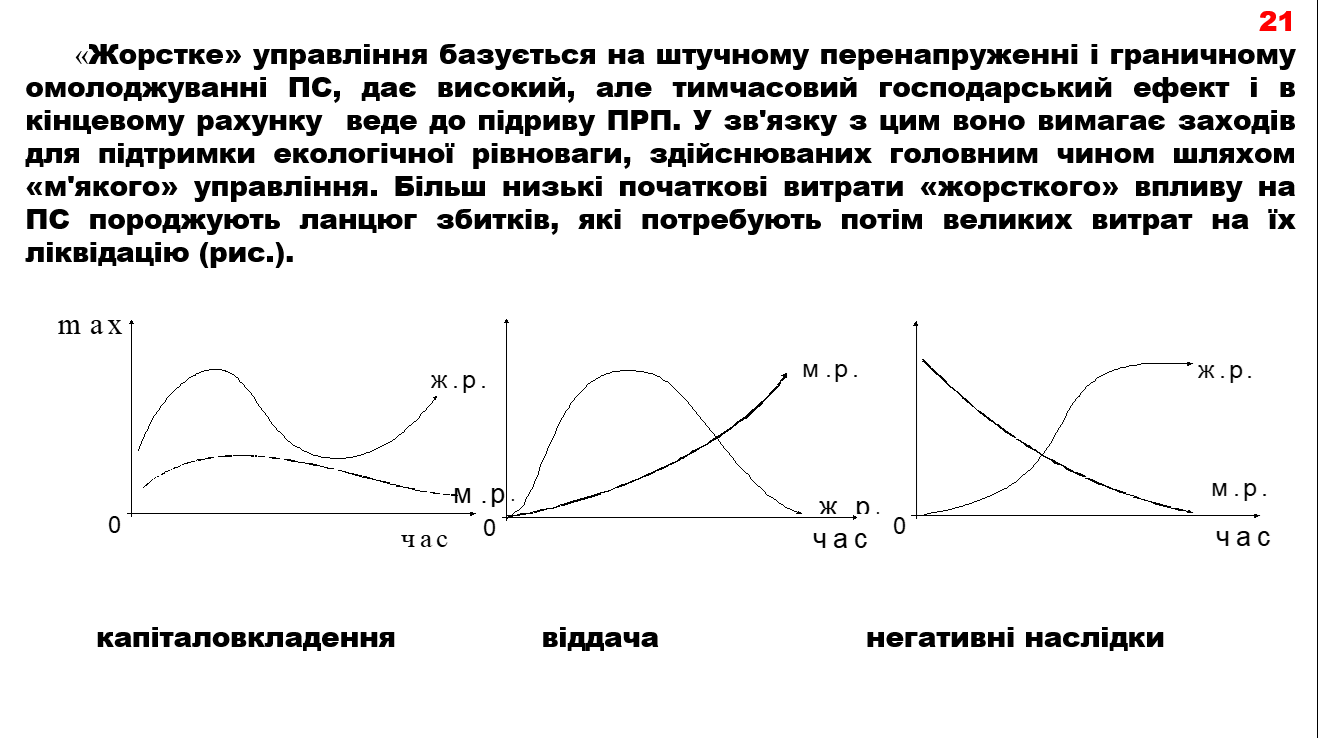 21
«Жорстке» управління базується на штучному перенапруженні і граничному
омолоджуванні ПС, дає високий, але тимчасовий господарський ефект і в
кінцевому рахунку веде до підриву ПРП. У зв'язку з цим воно вимагає заходів
для підтримки екологічної рівноваги, здійснюваних головним чином шляхом
«м'якого» управління. Більш низькі початкові витрати «жорсткого» впливу на
ПС породжують ланцюг збитків, які потребують потім великих витрат на їх
ліквідацію (рис.).
max
ж.р.
м.р.
0
час
м.р.
ж р.
0
час
ж.р.
м.р.
0
час
капіталовкладення
віддача
негативні наслідки